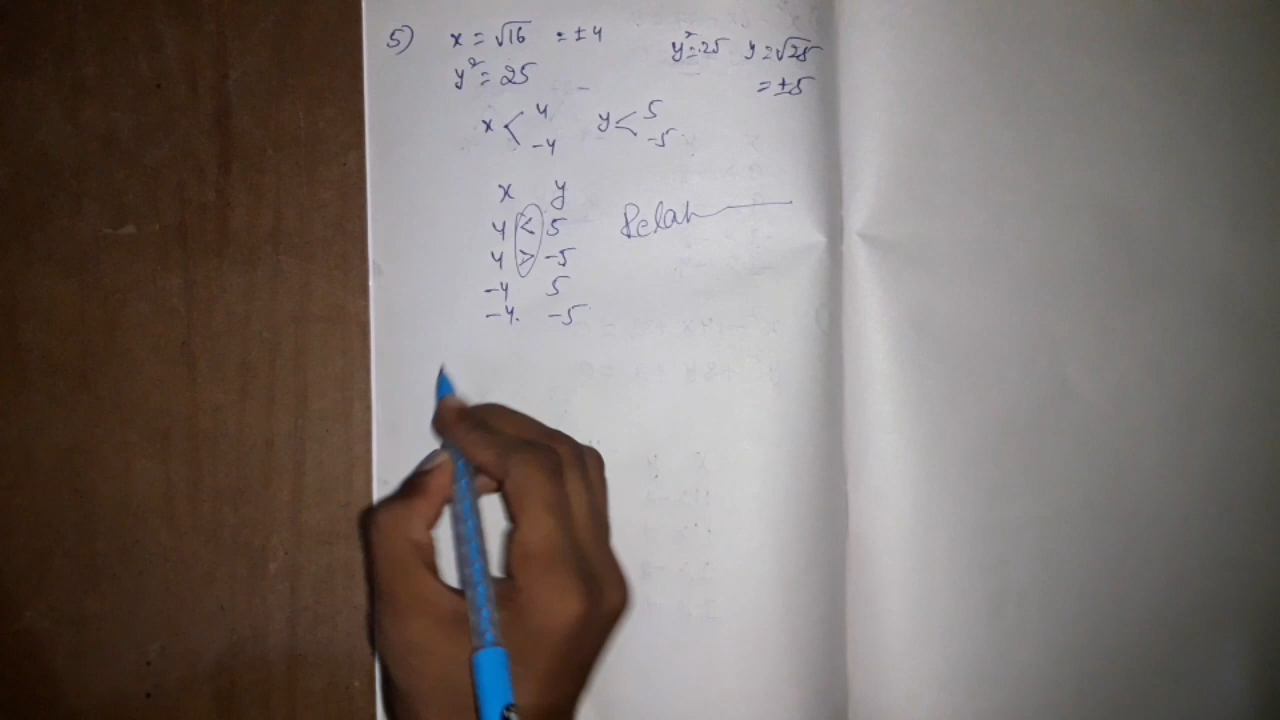 5) x = √16 = ±4
y² = 25
y² = 25 y = √25
= ±5
x < 4 -4 y < 5 -5
x y
4 < 5
4 > -5
-4 5
-4. -5